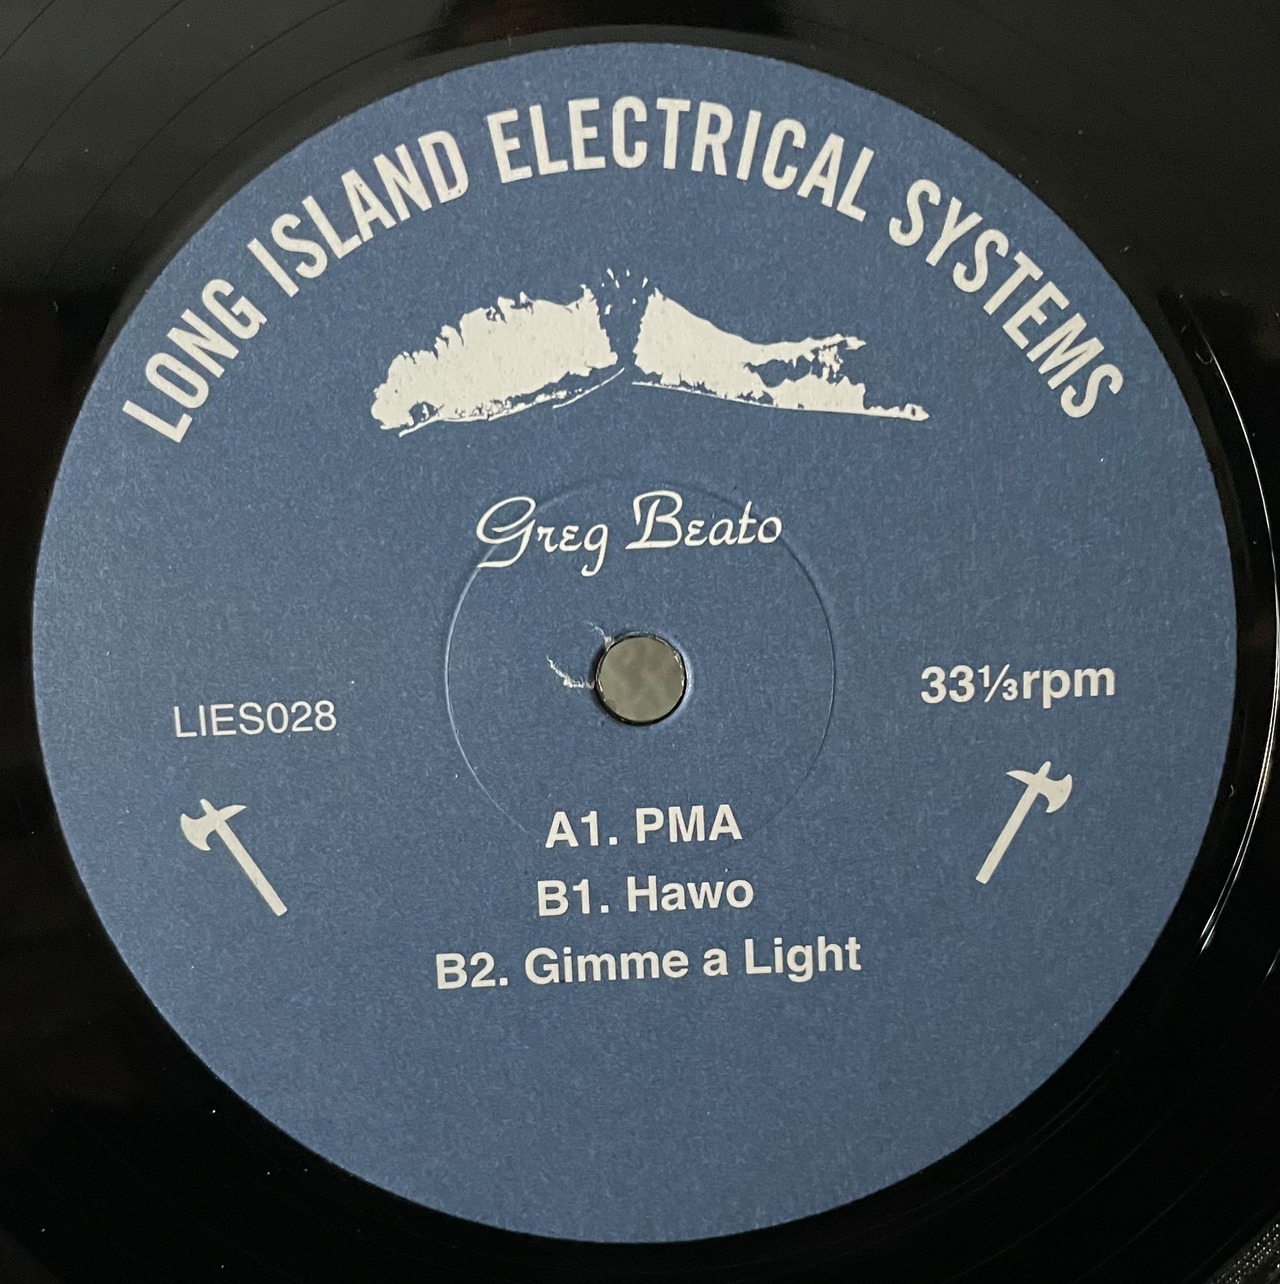 LONG ISLAND ELECTRICAL SYSTEMS
Greg Beato
33⅓rpm
LIES028
A1. PMA
B1. Hawo
B2. Gimme a Light